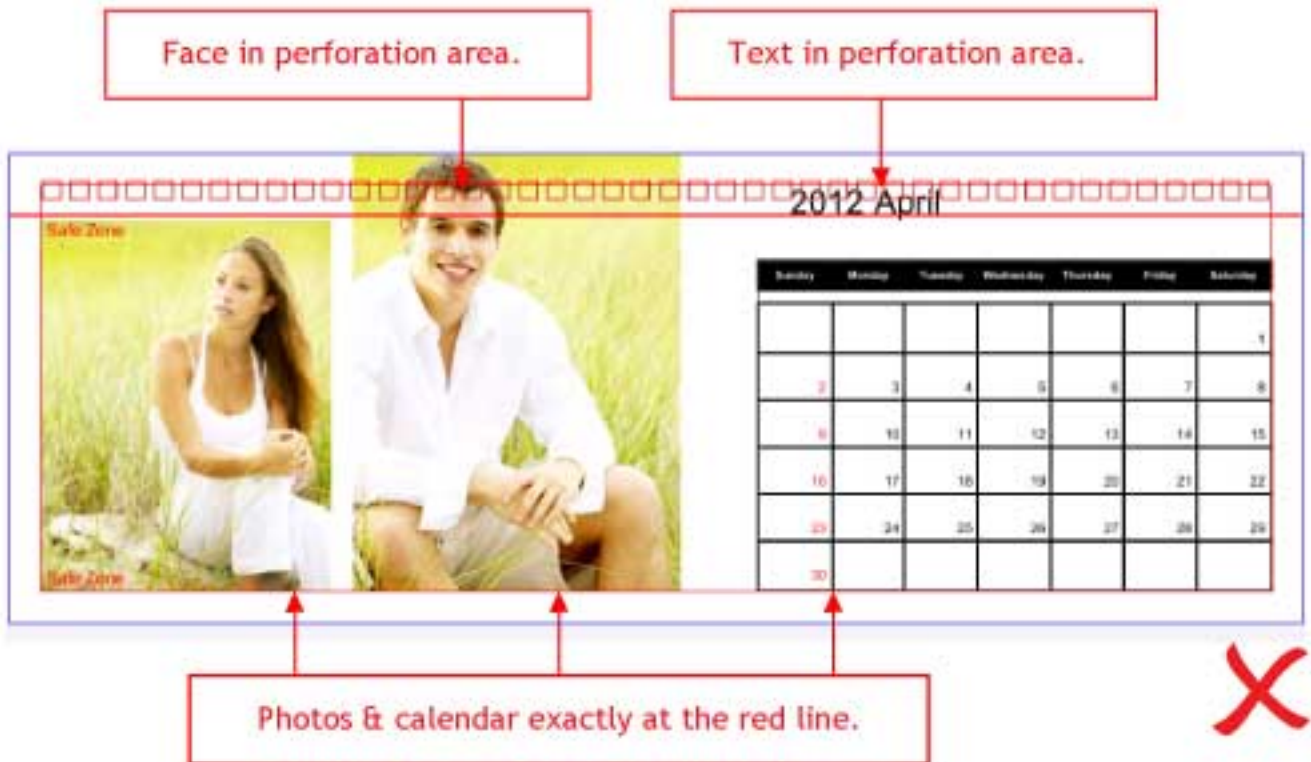 Face in perforation area.
Text in perforation area.
2012 April
Safe Zone
Sunday Monday Tuesday Wednesday Thursday Friday Saturday
1
2 3 4 5 6 7 8
9 10 11 12 13 14 15
16 17 18 19 20 21 22
23 24 25 26 27 28 29
30
Safe Zone
Photos & calendar exactly at the red line.